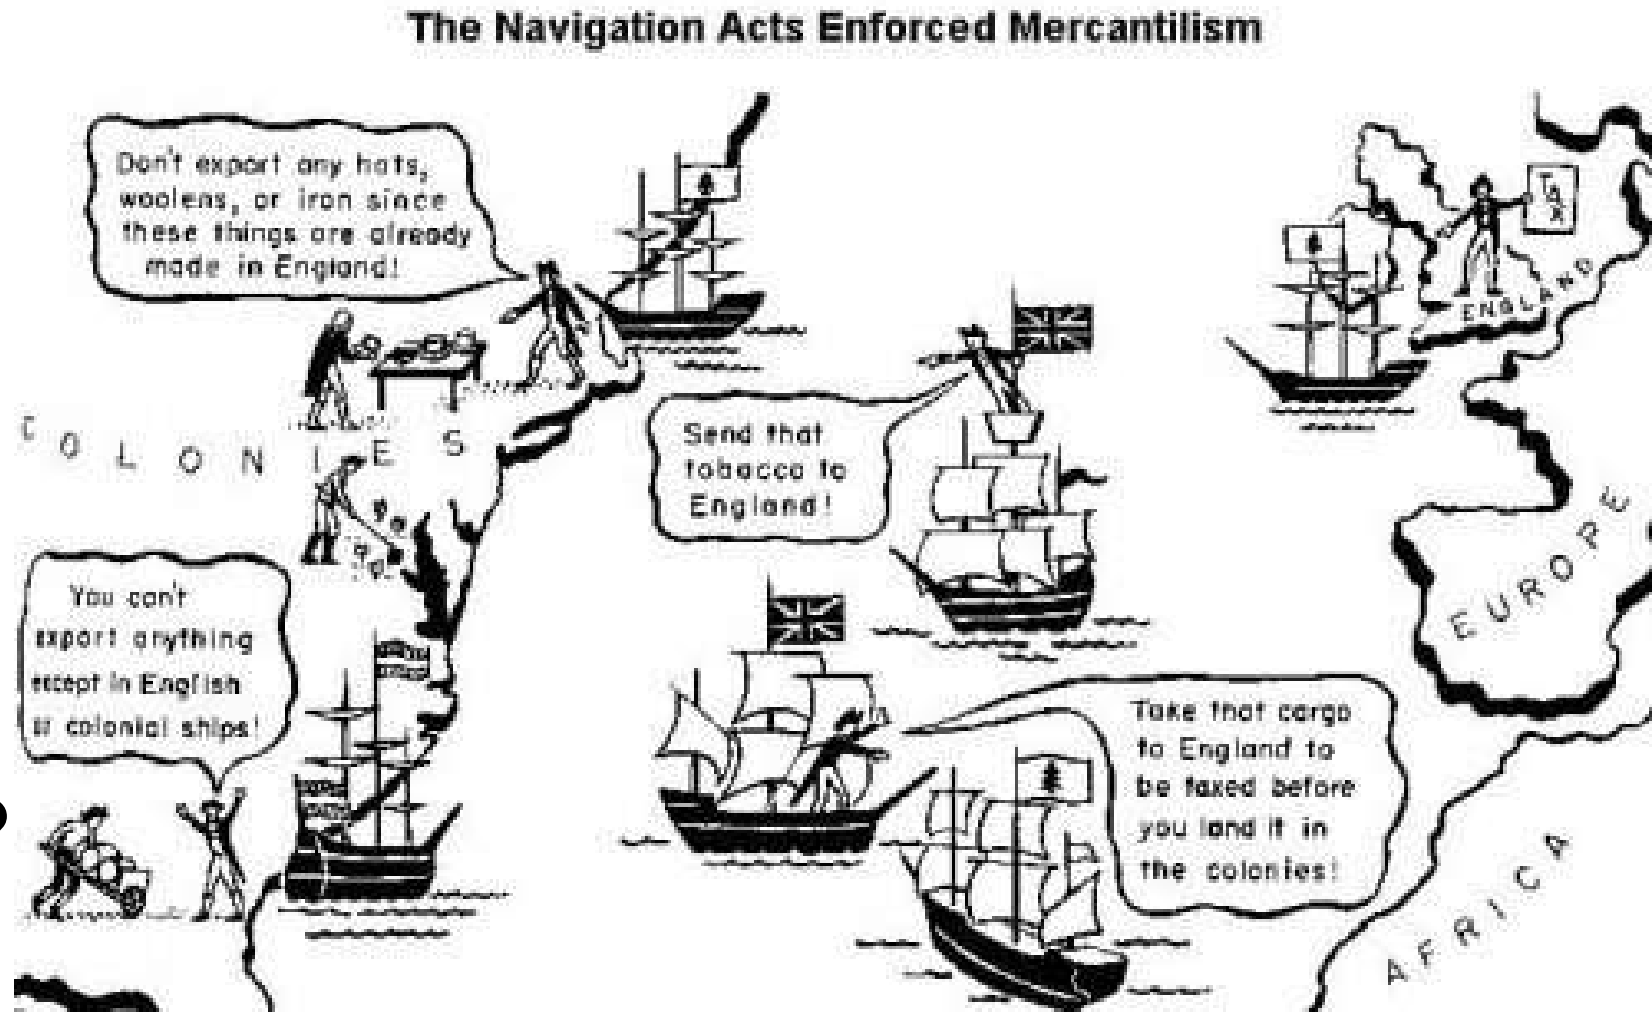 The Navigation Acts Enforced Mercantilism
Don't export any hats,
woolens, or iron since
these things are already
made in England!
Tax
ENGLAND
Send that
tobacco to
England!
COLONIES
EUROPE
You can't
export anything
except in English
or colonial ships!
Take that cargo
to England to
be taxed before
you land it in
the colonies!
AFRICA